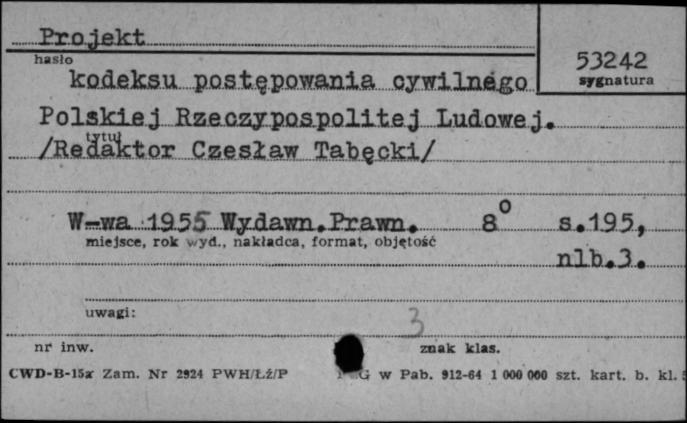 Projekt
hasło
53242
sygnatura
kodeksu postępowania cywilnego
Polskiej Rzeczypospolitej Ludowej.
tytuł
/Redaktor Czesław Tabęcki/
W-wa 1955 Wydawn.Prawn. 8° s.195,
miejsce, rok wyd., nakładca, format, objętość
nlb.3.
uwagi:
3
nr inw. znak klas.
CWD-B-15x Zam. Nr 2924 PWH/Łź/P G w Pab. 912-64 1 000 000 szt. kart. b. kl.